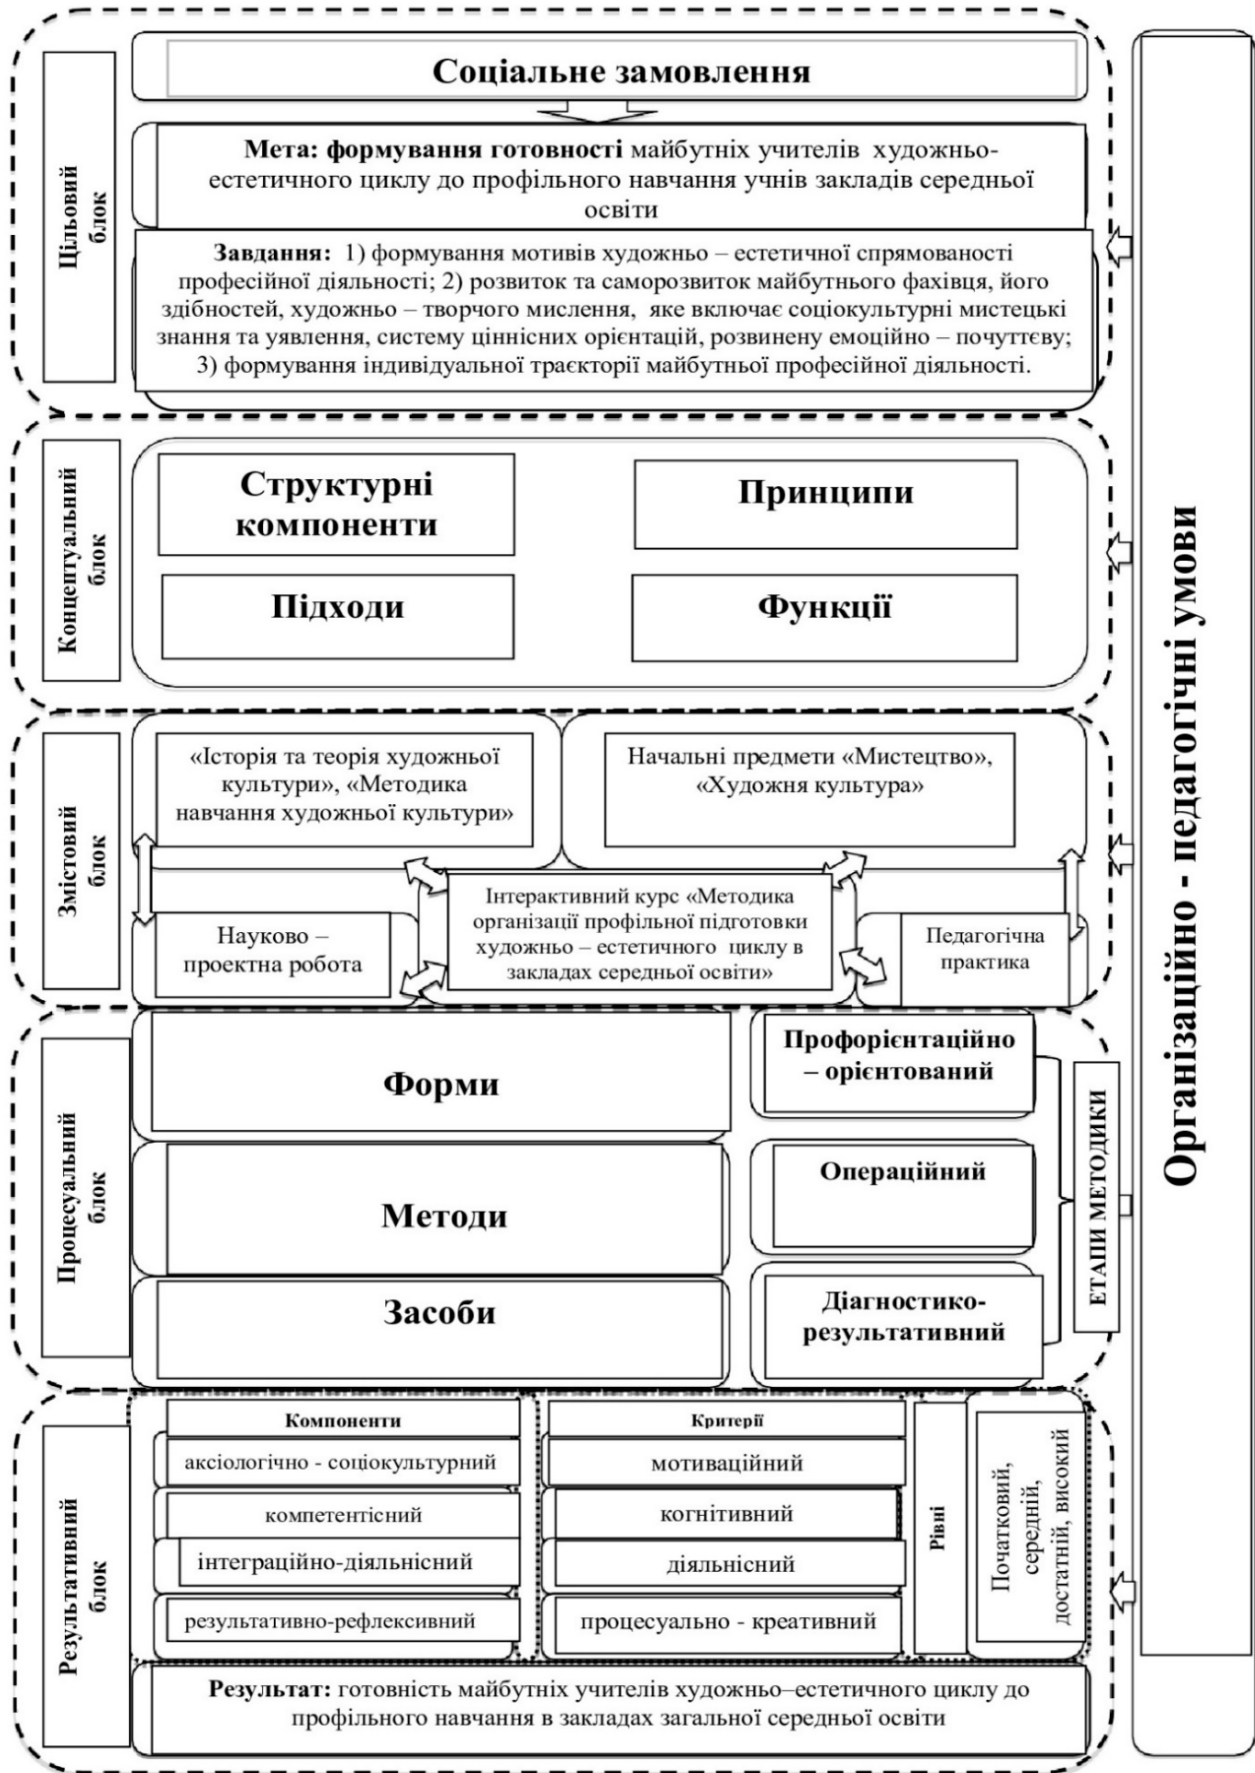 Соціальне замовлення
Цільовий
блок
Мета: формування готовності майбутніх учителів художньо-
естетичного циклу до профільного навчання учнів закладів середньої
освіти
Завдання: 1) формування мотивів художньо – естетичної спрямованості
професійної діяльності; 2) розвиток та саморозвиток майбутнього фахівця, його
здібностей, художньо – творчого мислення, яке включає соціокультурні мистецькі
знання та уявлення, систему ціннісних орієнтацій, розвинену емоційно – почуттєву;
3) формування індивідуальної траєкторії майбутньої професійної діяльності.
Концептуальний
блок
Структурні
компоненти
Принципи
Підходи
Функції
Змістовий
блок
«Історія та теорія художньої
культури», «Методика
навчання художньої культури»
Начальні предмети «Мистецтво»,
«Художня культура»
Науково –
проектна робота
Інтерактивний курс «Методика
організації профільної підготовки
художньо – естетичного циклу в
закладах середньої освіти»
Педагогічна
практика
Процесуальний
блок
Форми
Методи
Засоби
Профорієнтаційно
– орієнтований
Операційний
Діагностико-
результативний
ЕТАПИ МЕТОДИКИ
Результативний
блок
Компоненти
аксіологічно - соціокультурний
компетентісний
інтеграційно-діяльнісний
результативно-рефлексивний
Критерії
мотиваційний
когнітивний
діяльнісний
процесуально - креативний
Рівні
Початковий,
середній,
достатній, високий
Результат: готовність майбутніх учителів художньо–естетичного циклу до
профільного навчання в закладах загальної середньої освіти
Організаційно - педагогічні умови